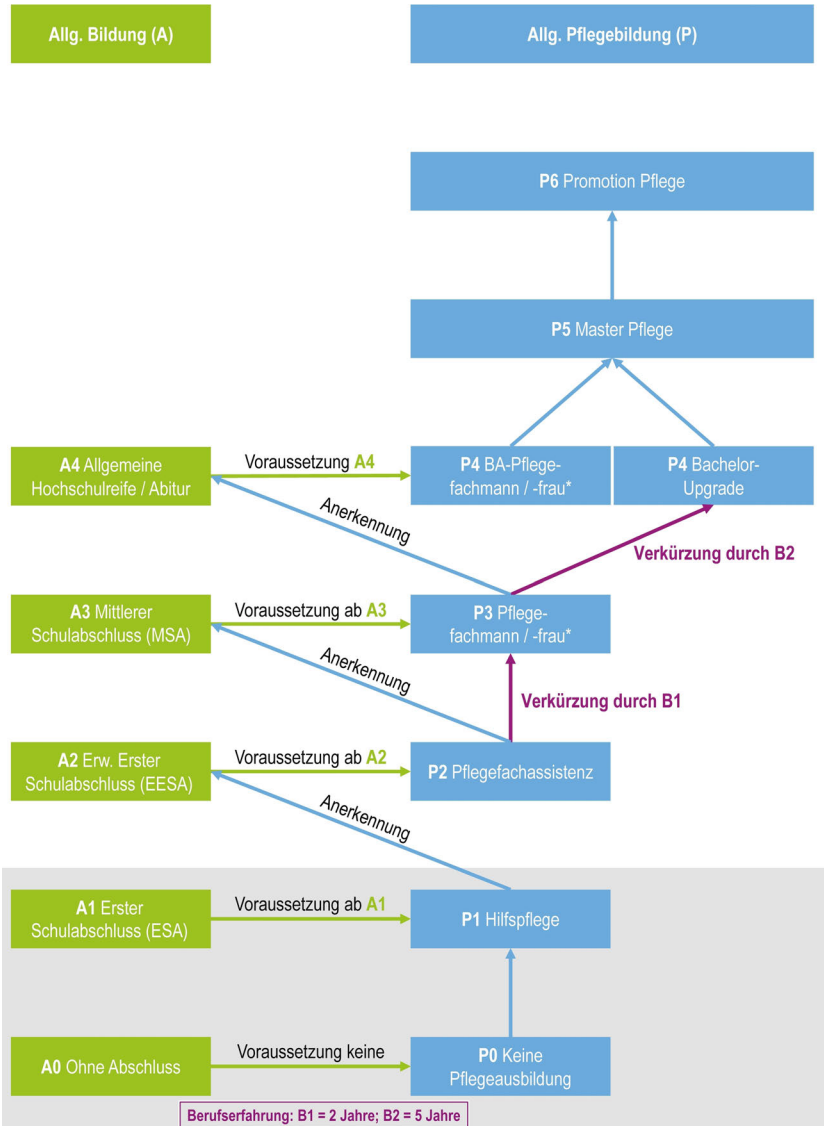 Allg. Bildung (A)
Allg. Pflegebildung (P)
P6 Promotion Pflege
P5 Master Pflege
A4 Allgemeine
Hochschulreife / Abitur
Voraussetzung A4
P4 BA-Pflege-
fachmann / -frau*
P4 Bachelor-
Upgrade
Anerkennung
Verkürzung durch B2
A3 Mittlerer
Schulabschluss (MSA)
Voraussetzung ab A3
P3 Pflege-
fachmann / -frau*
Anerkennung
Verkürzung durch B1
A2 Erw. Erster
Schulabschluss (EESA)
Voraussetzung ab A2
P2 Pflegefachassistenz
Anerkennung
A1 Erster
Schulabschluss (ESA)
Voraussetzung ab A1
P1 Hilfspflege
A0 Ohne Abschluss
Voraussetzung keine
P0 Keine
Pflegeausbildung
Berufserfahrung: B1 = 2 Jahre; B2 = 5 Jahre